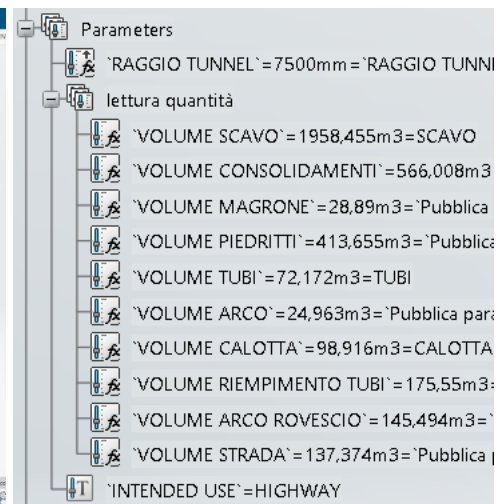 Parameters
`RAGGIO TUNNEL`=7500mm=`RAGGIO TUNNE
lettura quantità
`VOLUME SCAVO`=1958,455m3=SCAVO
`VOLUME CONSOLIDAMENTI`=566,008m3
`VOLUME MAGRONE`=28,89m3=`Pubblica
`VOLUME PIEDRITTI`=413,655m3=`Pubblica
`VOLUME TUBI`=72,172m3=TUBI
`VOLUME ARCO`=24,963m3=`Pubblica para
`VOLUME CALOTTA`=98,916m3=CALOTTA
`VOLUME RIEMPIMENTO TUBI`=175,55m3=
`VOLUME ARCO ROVESCIO`=145,494m3=`
`VOLUME STRADA`=137,374m3=`Pubblica p
`INTENDED USE`=HIGHWAY